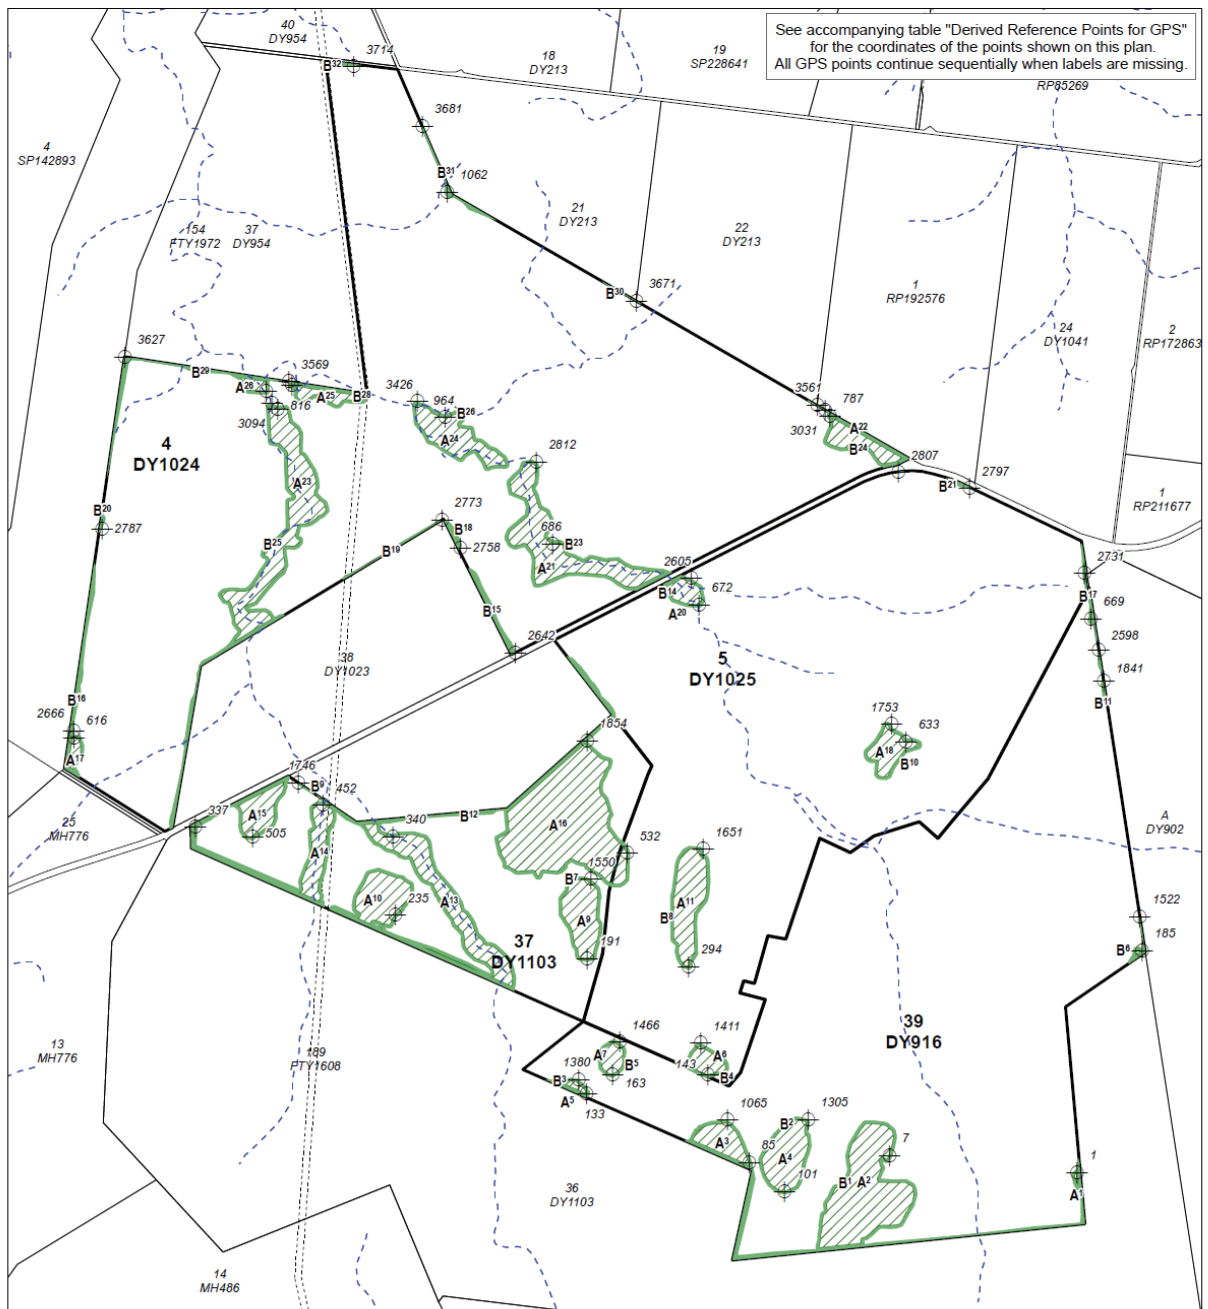 See accompanying table "Derived Reference Points for GPS"
for the coordinates of the points shown on this plan.
All GPS points continue sequentially when labels are missing.
40
DY954
3714
B32
18
DY213
19
SP228641
RP85269
3681
4
SP142893
B31
1062
21
DY213
154
FTY1972
37
DY954
22
DY213
1
RP192576
B30
3671
24
DY1041
2
RP172863
3627
B29
3569
A26
A25
B28
816
3426
964
B26
3561
787
3094
A24
3031
A22
B24
4
DY1024
2812
2807
A23
2797
B21
1
RP211677
B20
2787
2773
B18
B25
B19
2758
686
B23
A21
2605
B14
672
A20
2731
B17
669
B15
2642
2598
38
DY1023
5
DY1025
1841
B11
B16
2666
616
A17
1854
1753
633
A18
B10
1746
B9
452
337
B12
25
MH776
A15
505
340
A16
A
DY902
A14
532
1651
1550
B7
A10
235
A13
A9
B8
A11
1522
185
B6
37
DY1103
191
294
39
DY916
13
MH776
189
FTY1608
1466
1411
A7
A6
1380
B5
143
B4
B3
163
A5
133
1065
1305
B2
A3
85
A4
7
101
B1
A2
1
A1
36
DY1103
14
MH486